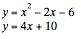 y = x² − 2x − 6
y = 4x + 10